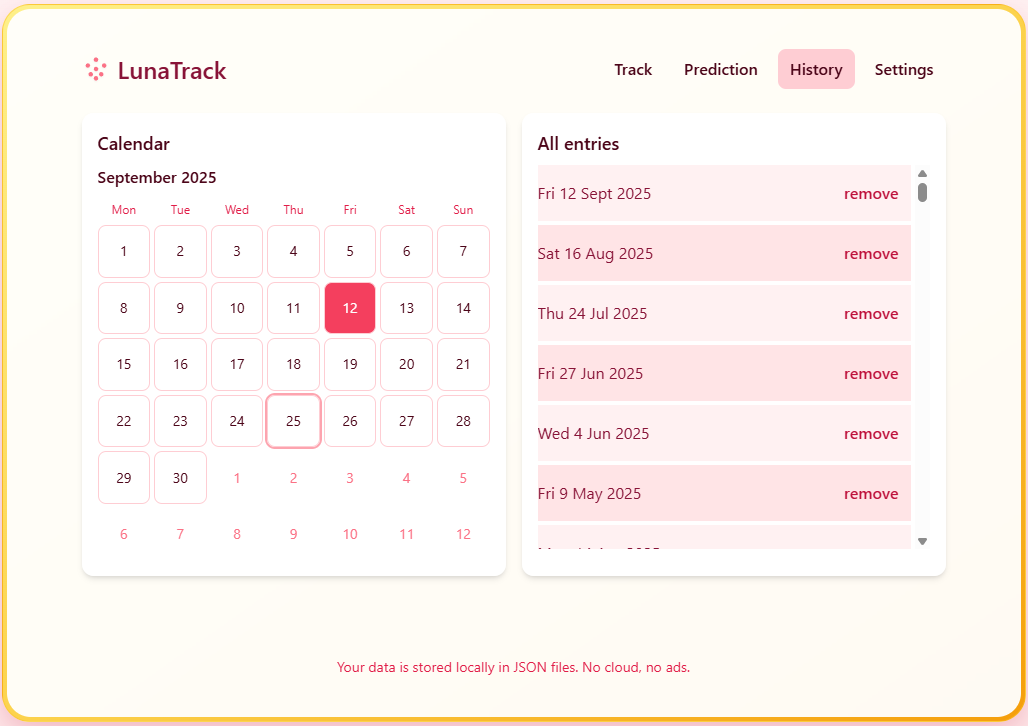 LunaTrack
Track Prediction History Settings
Calendar
September 2025
Mon Tue Wed Thu Fri Sat Sun
1 2 3 4 5 6 7
8 9 10 11 12 13 14
15 16 17 18 19 20 21
22 23 24 25 26 27 28
29 30 1 2 3 4 5
6 7 8 9 10 11 12
All entries
Fri 12 Sept 2025 remove
Sat 16 Aug 2025 remove
Thu 24 Jul 2025 remove
Fri 27 Jun 2025 remove
Wed 4 Jun 2025 remove
Fri 9 May 2025 remove
Your data is stored locally in JSON files. No cloud, no ads.